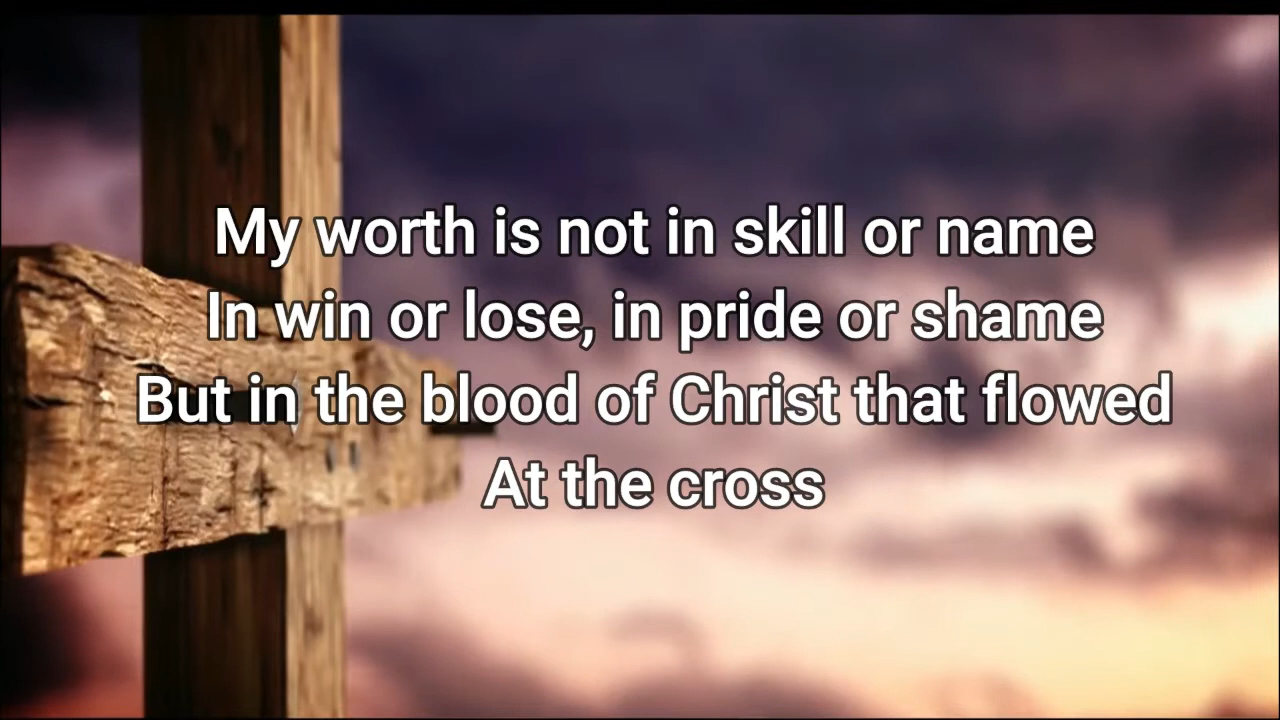 My worth is not in skill or name
In win or lose, in pride or shame
But in the blood of Christ that flowed
At the cross